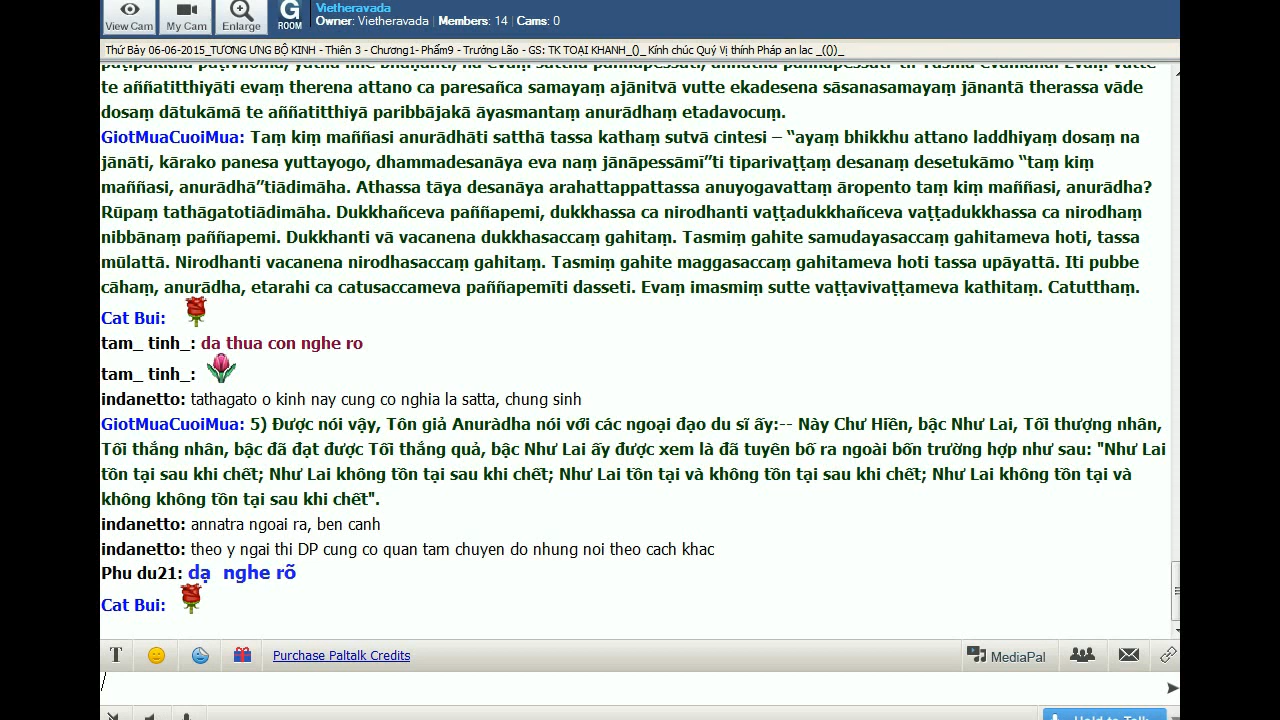 Vietheravada
View Cam
My Cam
Enlarge
G
ROOM
Owner: Vietheravada | Members: 14 | Cams: 0
Thứ Bảy 06-06-2015_TƯƠNG ƯNG BỘ KINH - Thiên 3 - Chương1- Phẩm9 - Trưởng Lão - GS: TK TOẠI KHANH_()_ Kính chúc Quý Vị thính Pháp an lac _(())_
te aññatitthiyāti evaṃ therena attano ca paresañca samayaṃ ajānitvā vutte ekadesena sāsanasamayaṃ jānantā therassa vāde
dosaṃ dātukāmā te aññatitthiyā paribbājakā āyasmantaṃ anurādhaṃ etadavocuṃ.
GiotMuaCuoiMua: Taṃ kiṃ maññasi anurādhāti satthā tassa kathaṃ sutvā cintesi – “ayaṃ bhikkhu attano laddhiyaṃ dosaṃ na
jānāti, kārako panesa yuttayogo, dhammadesanāya eva naṃ jānāpessāmī”ti tiparivaṭṭaṃ desanaṃ desetukāmo “taṃ kiṃ
maññasi, anurādhā”tiādimāha. Athassa tāya desanāya arahattappattassa anuyogavattaṃ āropento taṃ kiṃ maññasi, anurādha?
Rūpaṃ tathāgatotiādimāha. Dukkhañceva paññapemi, dukkhassa ca nirodhanti vaṭṭadukkhañceva vaṭṭadukkhassa ca nirodhaṃ
nibbānaṃ paññapemi. Dukkhanti vā vacanena dukkhasaccaṃ gahitaṃ. Tasmiṃ gahite samudayasaccaṃ gahitameva hoti, tassa
mūlattā. Nirodhanti vacanena nirodhasaccaṃ gahitaṃ. Tasmiṃ gahite maggasaccaṃ gahitameva hoti tassa upāyattā. Iti pubbe
cāhaṃ, anurādha, etarahi ca catusaccameva paññapemīti dasseti. Evaṃ imasmiṃ sutte vaṭṭavivaṭṭameva kathitaṃ. Catutthaṃ.
Cat Bui:
tam_ tinh_: da thua con nghe ro
tam_ tinh_:
indanetto: tathagato o kinh nay cung co nghia la satta, chung sinh
GiotMuaCuoiMua: 5) Được nói vậy, Tôn giả Anuràdha nói với các ngoại đạo du sĩ ấy:-- Này Chư Hiền, bậc Như Lai, Tối thượng nhân,
Tối thắng nhân, bậc đã đạt được Tối thắng quả, bậc Như Lai ấy được xem là đã tuyên bố ra ngoài bốn trường hợp như sau: "Như Lai
tồn tại sau khi chết; Như Lai không tồn tại sau khi chết; Như Lai tồn tại và không tồn tại sau khi chết; Như Lai không tồn tại và
không không tồn tại sau khi chết".
indanetto: annatra ngoai ra, ben canh
indanetto: theo y ngai thi DP cung co quan tam chuyen do nhung noi theo cach khac
Phu du21: dạ nghe rõ
Cat Bui:
T
Purchase Paltalk Credits
MediaPal